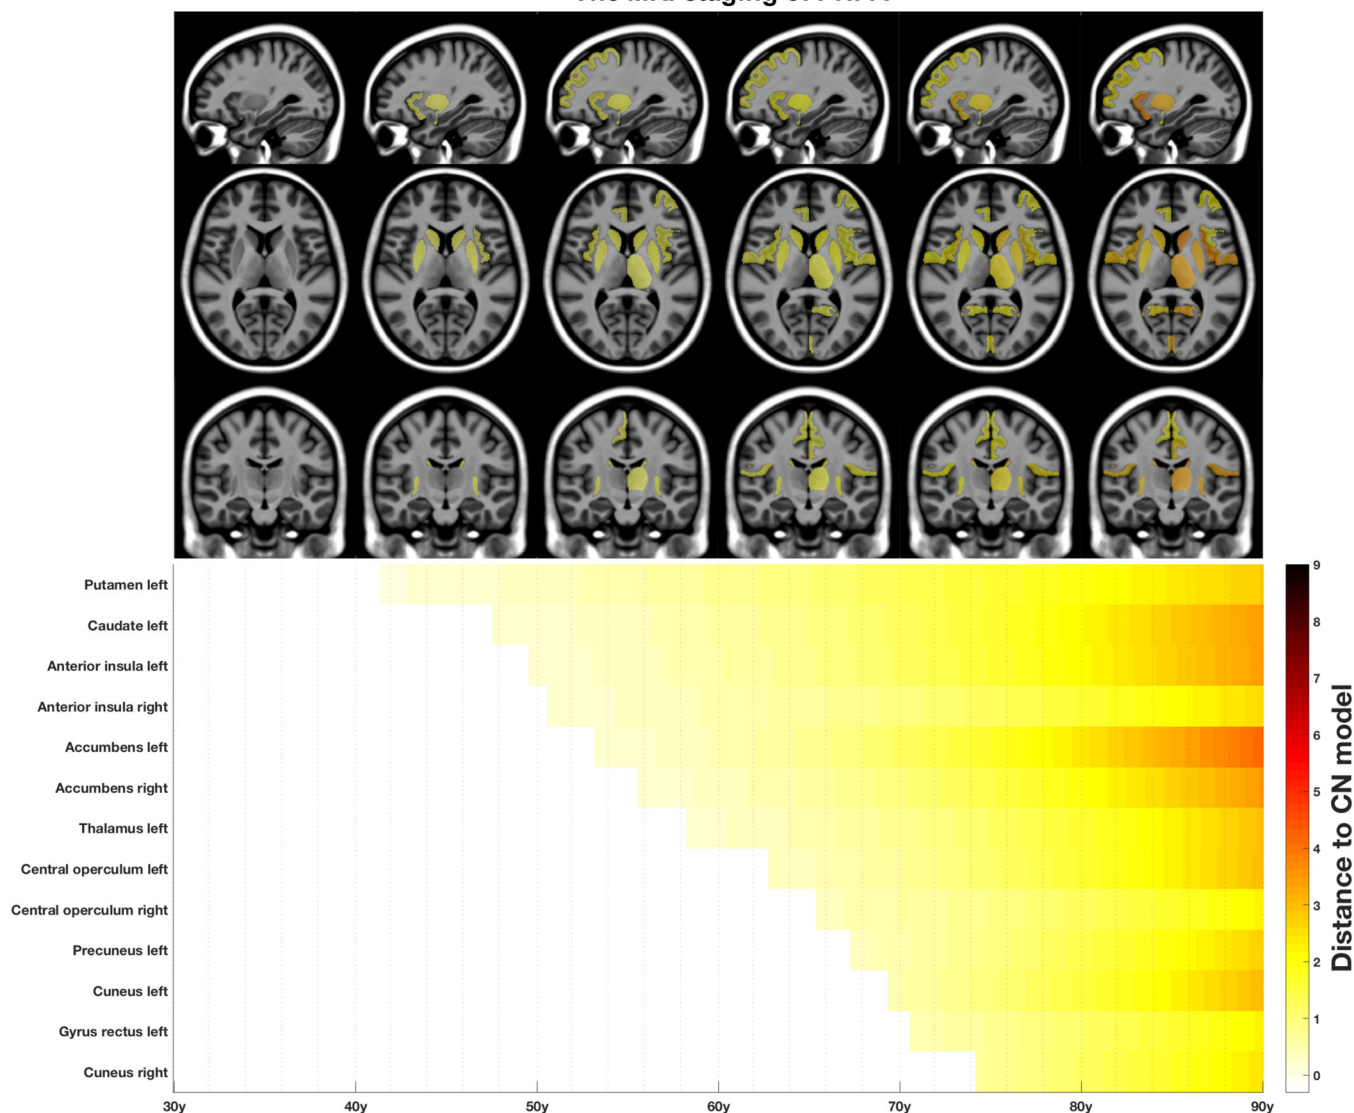 Putamen left
Caudate left
Anterior insula left
Anterior insula right
Accumbens left
Accumbens right
Thalamus left
Central operculum left
Central operculum right
Precuneus left
Cuneus left
Gyrus rectus left
Cuneus right
30y 40y 50y 60y 70y 80y 90y
9
8
7
6
5
4
3
2
1
0
Distance to CN model